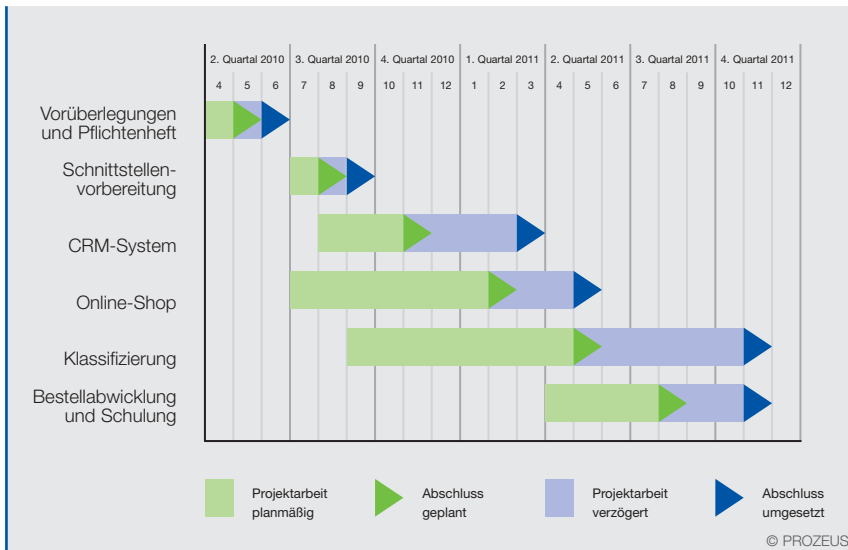 2. Quartal 2010 3. Quartal 2010 4. Quartal 2010 1. Quartal 2011 2. Quartal 2011 3. Quartal 2011 4. Quartal 2011
4 5 6 7 8 9 10 11 12 1 2 3 4 5 6 7 8 9 10 11 12
Vorüberlegungen
und Pflichtenheft
Schnittstellen-
vorbereitung
CRM-System
Online-Shop
Klassifizierung
Bestellabwicklung
und Schulung
Projektarbeit
planmäßig
Abschluss
geplant
Projektarbeit
verzögert
Abschluss
umgesetzt
© PROZEUS